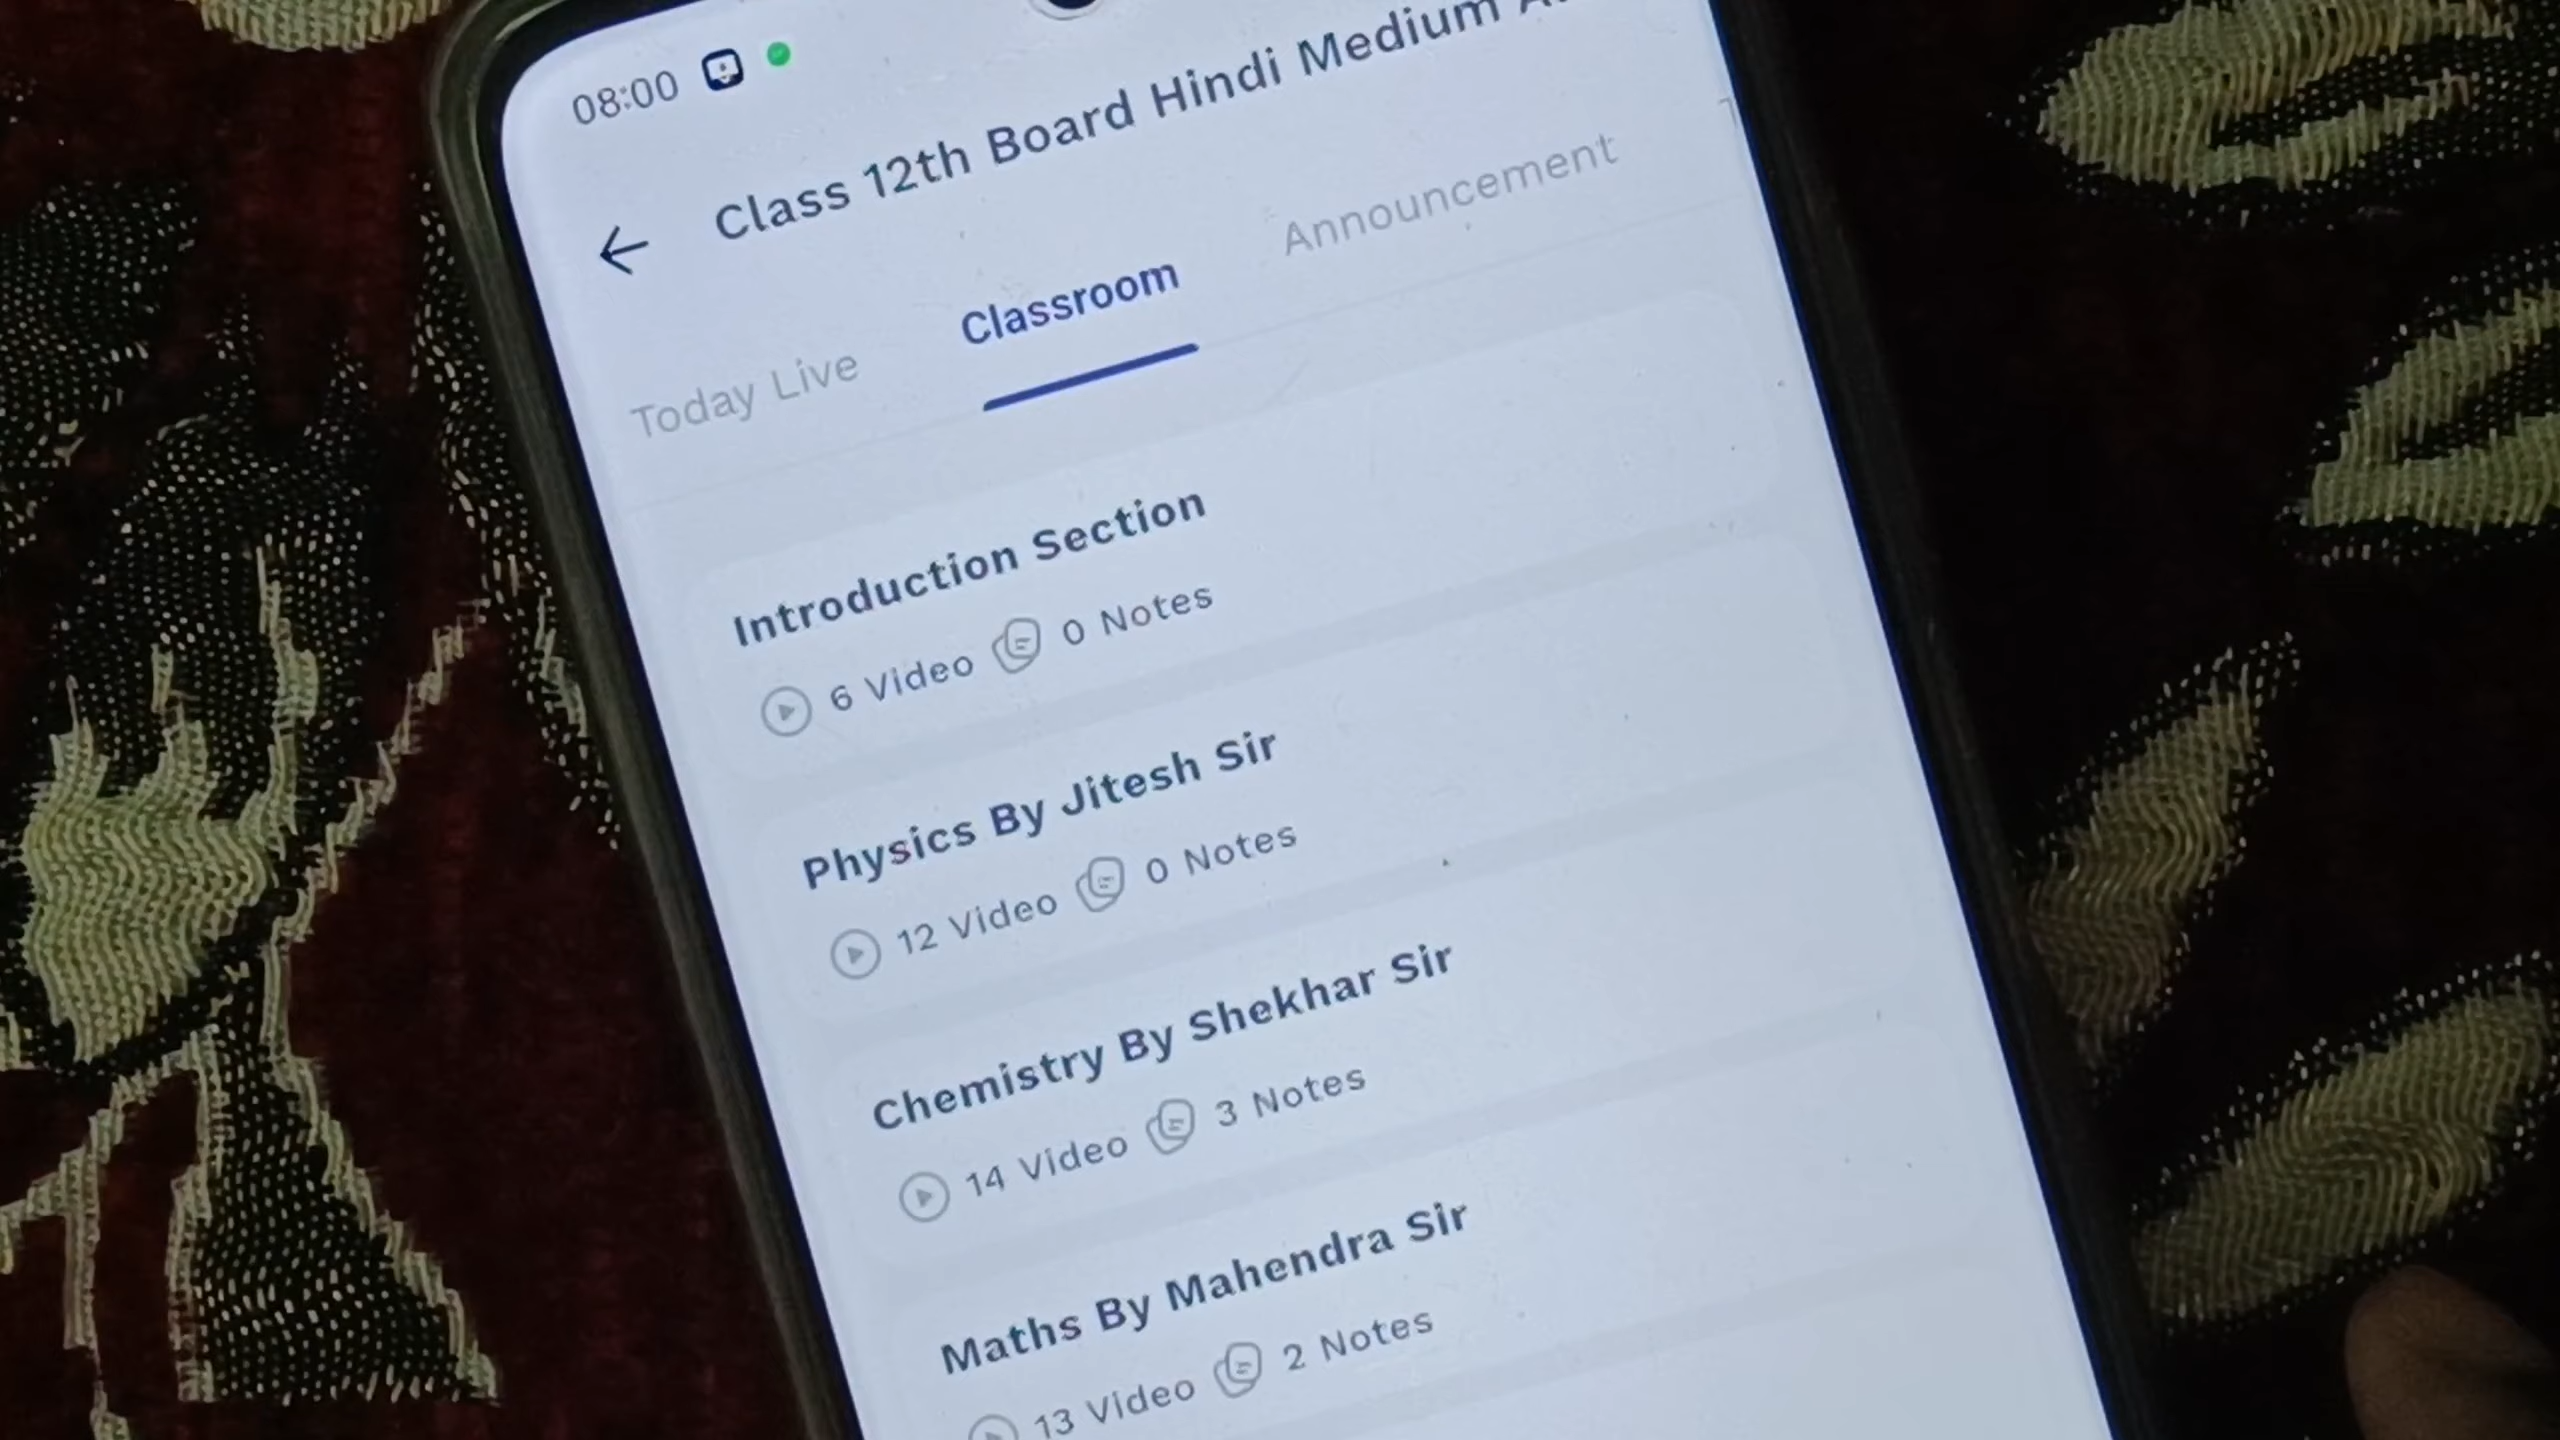 08:00
Class 12th Board Hindi Medium
Today Live Classroom Announcement
Introduction Section
6 Video 0 Notes
Physics By Jitesh Sir
12 Video 0 Notes
Chemistry By Shekhar Sir
14 Video 3 Notes
Maths By Mahendra Sir
13 Video 2 Notes